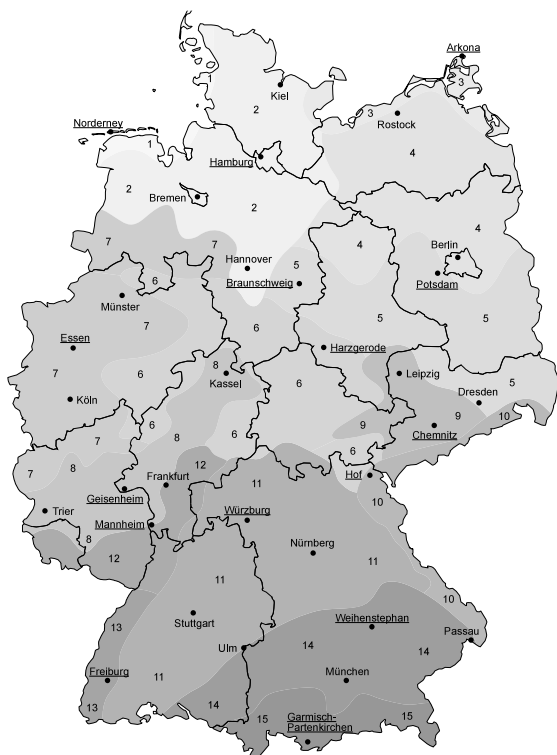 Arkona
1
3
Kiel
2
3
Rostock
Norderney
1
Hamburg
4
2
Bremen
2
4
7
7
4
Hannover
5
Berlin
6
Braunschweig
Potsdam
Münster
7
5
5
6
Essen
Harzgerode
8
7
6
Kassel
6
Leipzig
5
Köln
Dresden
6
8
6
9
9
10
7
Chemnitz
6
7
8
12
Frankfurt
11
Hof
Geisenheim
10
Trier
Mannheim
Würzburg
8
Nürnberg
11
12
11
10
13
Stuttgart
Weihenstephan
Passau
Ulm
14
14
Freiburg
11
München
13
14
15
Garmisch-
Partenkirchen
15